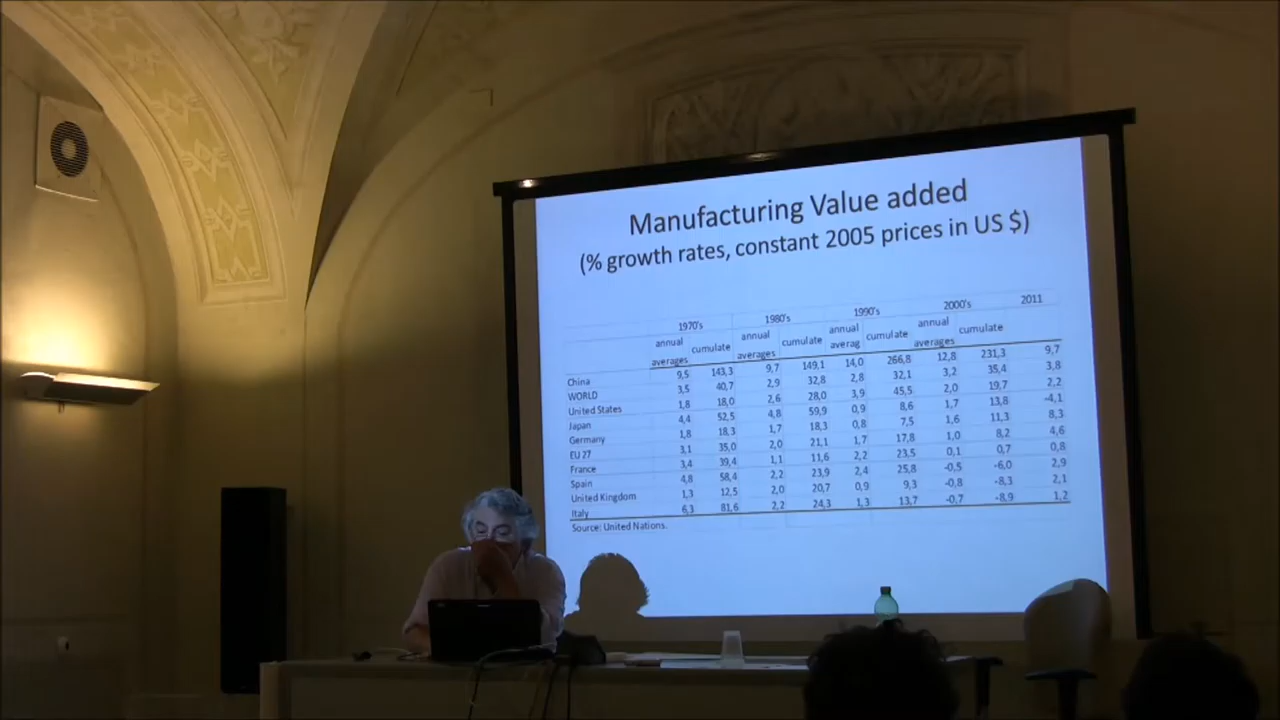 Manufacturing Value added
(% growth rates, constant 2005 prices in US $)
1970's 1980's 1990's 2000's 2011
annual averages cumulate annual averages cumulate annual averag cumulate annual averages cumulate
China 9,5 143,3 9,7 149,1 14,0 266,8 12,8 231,3 9,7
WORLD 3,5 40,7 2,9 32,8 2,8 32,1 3,2 35,4 3,8
United States 1,8 18,0 2,6 28,0 3,9 45,5 2,0 19,7 2,2
Japan 4,4 52,5 4,8 59,9 0,9 8,6 1,7 13,8 -4,1
Germany 1,8 18,3 1,7 18,3 0,8 7,5 1,6 11,3 8,3
EU 27 3,1 35,0 2,0 21,1 1,7 17,8 1,0 8,2 4,6
France 3,4 39,4 1,1 11,6 2,2 23,5 0,1 0,7 0,8
Spain 4,8 58,4 2,2 23,9 2,4 25,8 -0,5 -6,0 2,9
United Kingdom 1,3 12,5 2,0 20,7 0,9 9,3 -0,8 -8,3 2,1
Italy 6,3 81,6 2,2 24,3 1,3 13,7 -0,7 -8,9 1,2
Source: United Nations.